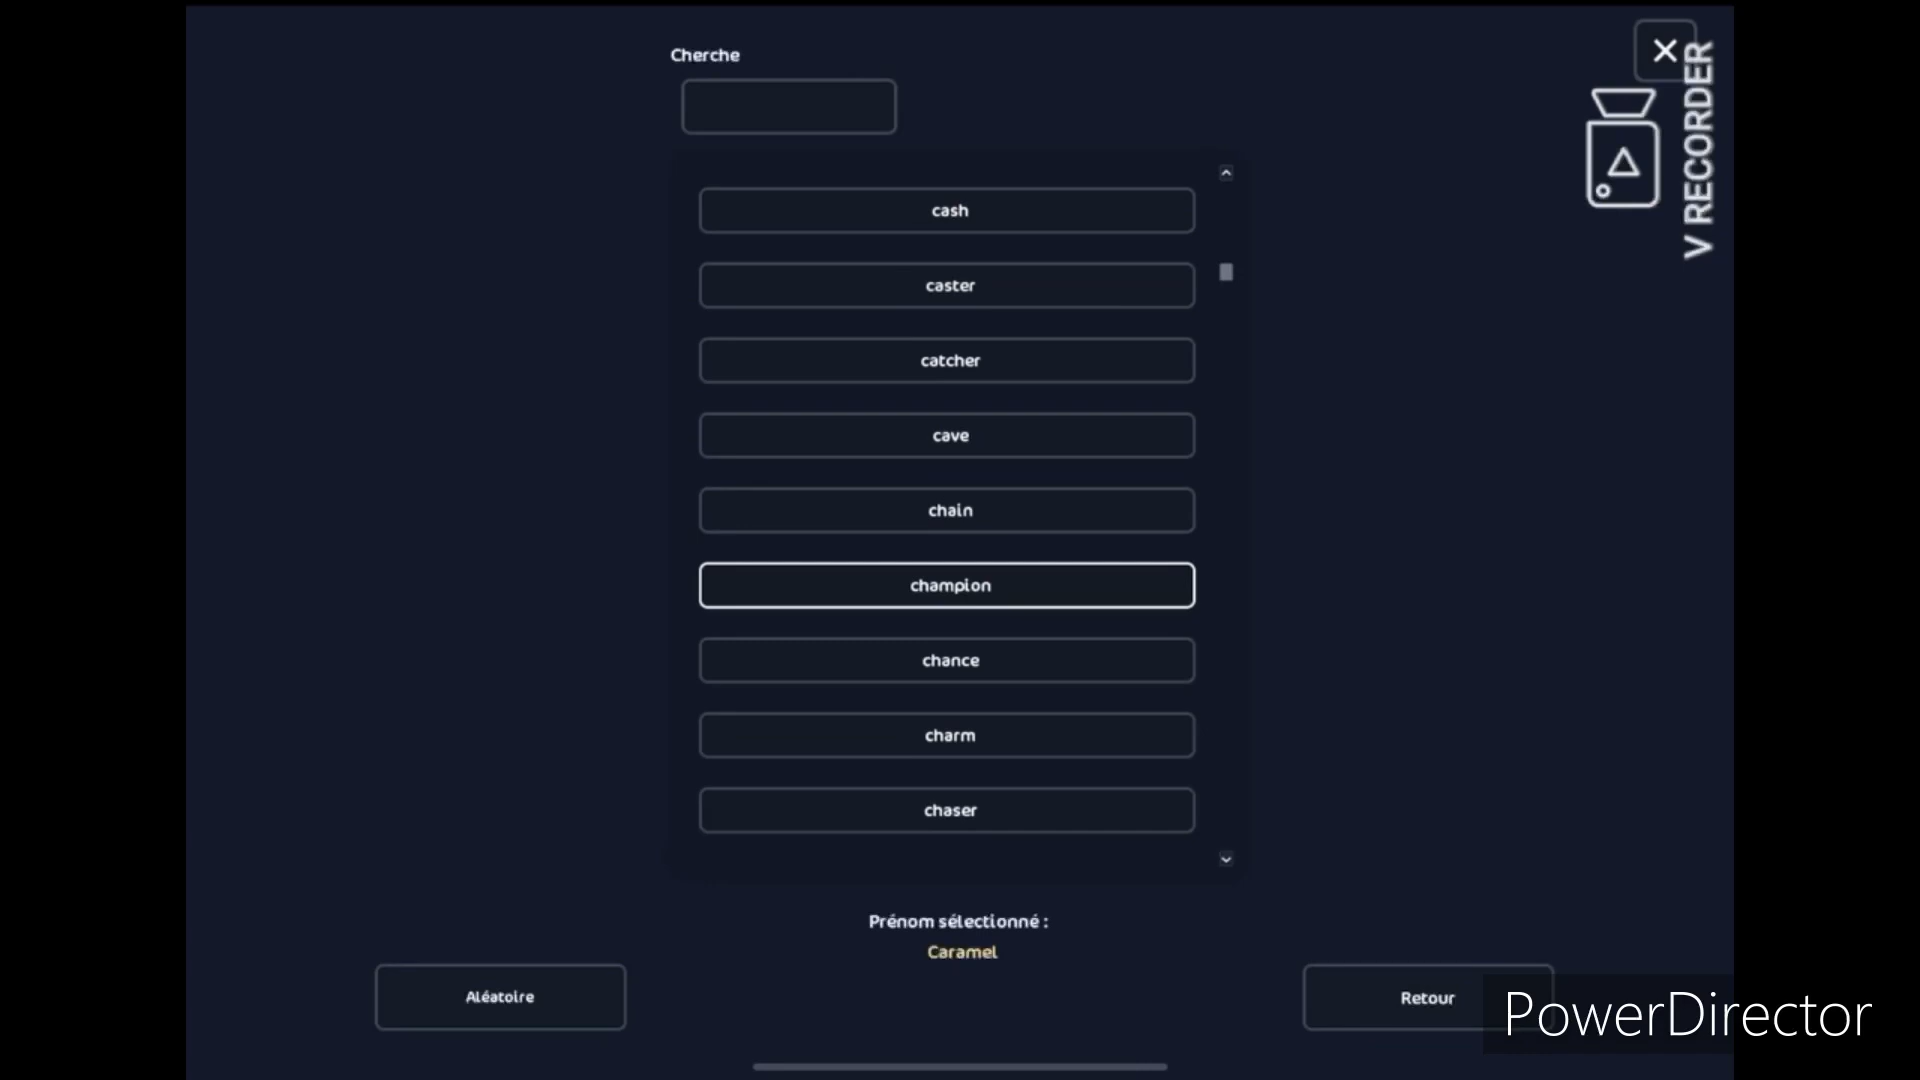 Cherche
V RECORDER
cash
caster
catcher
cave
chain
champion
chance
charm
chaser
Prénom sélectionné :
Caramel
Aléatoire
Retour
PowerDirector